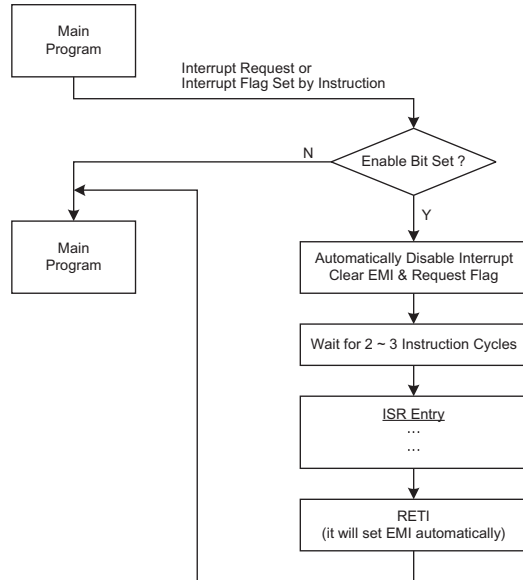 Main
Program
Interrupt Request or
Interrupt Flag Set by Instruction
Enable Bit Set ?
N
Y
Main
Program
Automatically Disable Interrupt
Clear EMI & Request Flag
Wait for 2 ~ 3 Instruction Cycles
ISR Entry
…
…
RETI
(it will set EMI automatically)